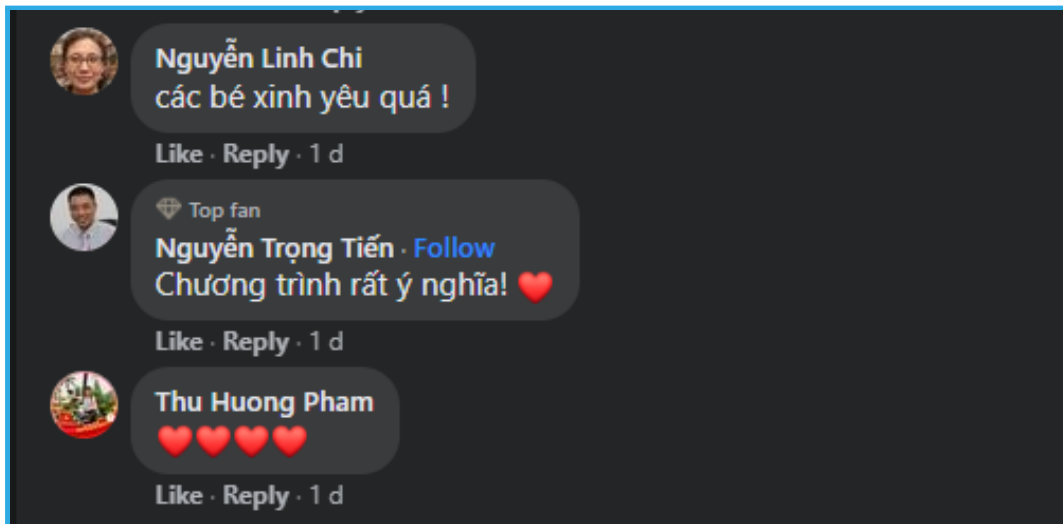 Nguyễn Linh Chi
các bé xinh yêu quá !
Like · Reply · 1 d
Top fan
Nguyễn Trọng Tiến · Follow
Chương trình rất ý nghĩa! ❤️
Like · Reply · 1 d
Thu Huong Pham
❤️❤️❤️❤️
Like · Reply · 1 d